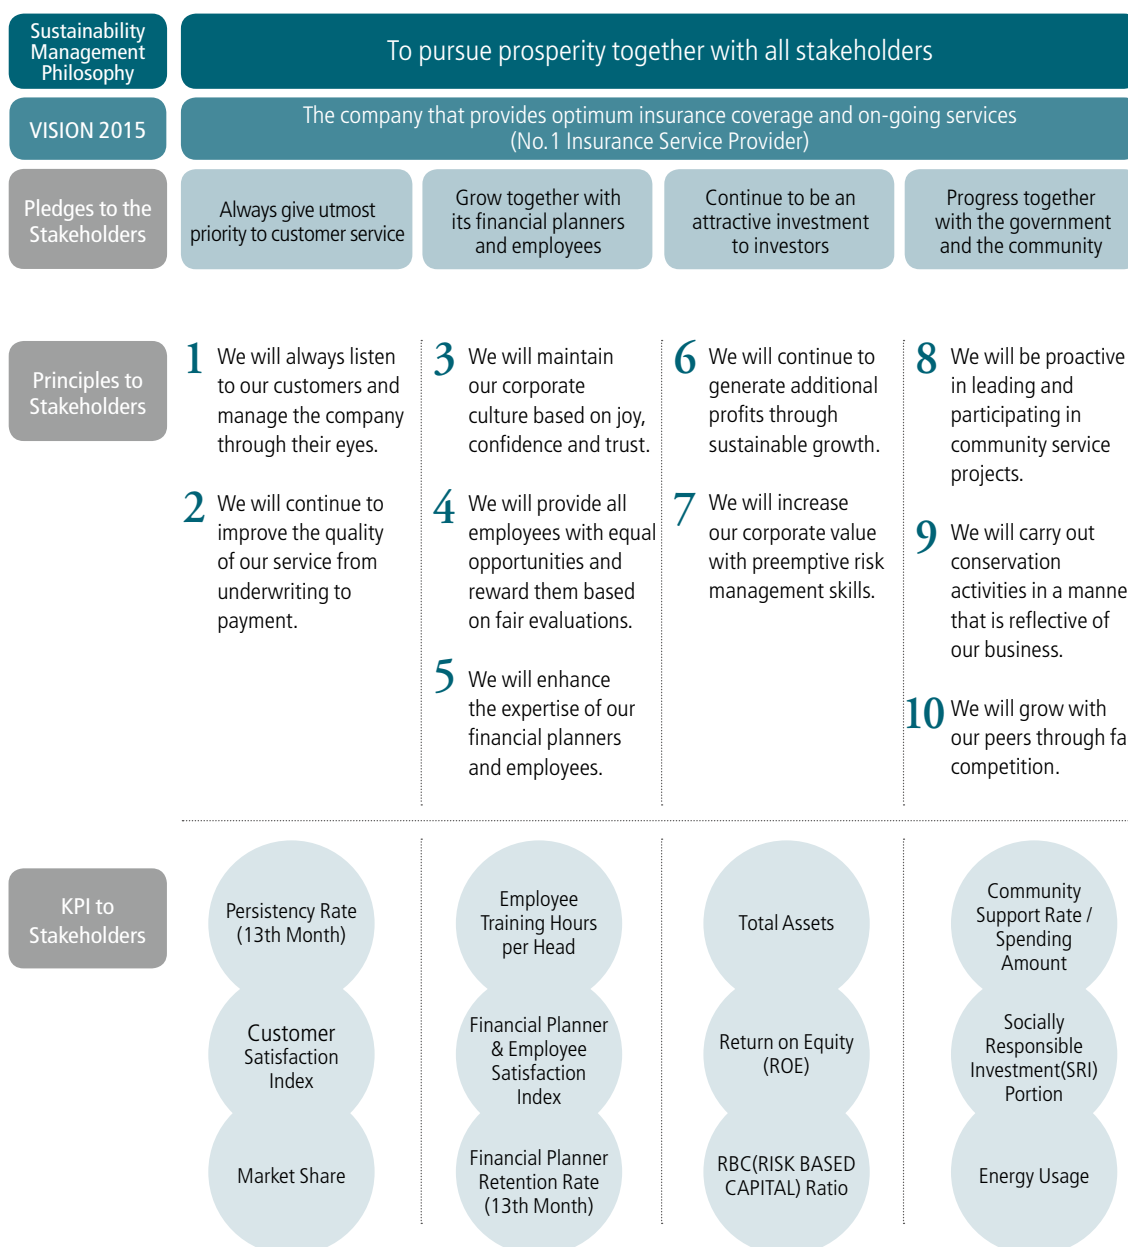 Sustainability
Management
Philosophy
To pursue prosperity together with all stakeholders
VISION 2015
The company that provides optimum insurance coverage and on-going services
(No.1 Insurance Service Provider)
Pledges to the
Stakeholders
Always give utmost
priority to customer service
Grow together with
its financial planners
and employees
Continue to be an
attractive investment
to investors
Progress together
with the government
and the community
Principles to
Stakeholders
1 We will always listen
to our customers and
manage the company
through their eyes.
2 We will continue to
improve the quality
of our service from
underwriting to
payment.
3 We will maintain
our corporate
culture based on joy,
confidence and trust.
4 We will provide all
employees with equal
opportunities and
reward them based
on fair evaluations.
5 We will enhance
the expertise of our
financial planners
and employees.
6 We will continue to
generate additional
profits through
sustainable growth.
7 We will increase
our corporate value
with preemptive risk
management skills.
8 We will be proactive
in leading and
participating in
community service
projects.
9 We will carry out
conservation
activities in a manne
that is reflective of
our business.
10 We will grow with
our peers through fa
competition.
KPI to
Stakeholders
Persistency Rate
(13th Month)
Customer
Satisfaction
Index
Market Share
Employee
Training Hours
per Head
Financial Planner
& Employee
Satisfaction
Index
Financial Planner
Retention Rate
(13th Month)
Total Assets
Return on Equity
(ROE)
RBC(RISK BASED
CAPITAL) Ratio
Community
Support Rate /
Spending
Amount
Socially
Responsible
Investment(SRI)
Portion
Energy Usage